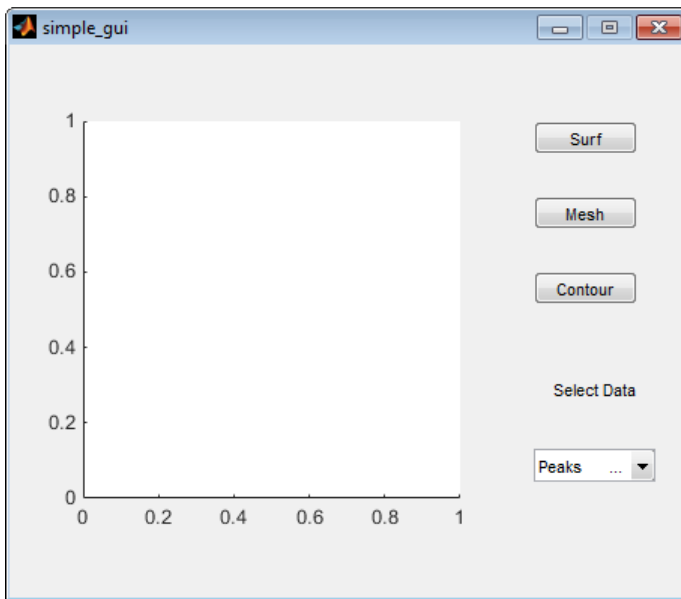 simple_gui
1
0.8
0.6
0.4
0.2
0
0 0.2 0.4 0.6 0.8 1
Surf
Mesh
Contour
Select Data
Peaks ...